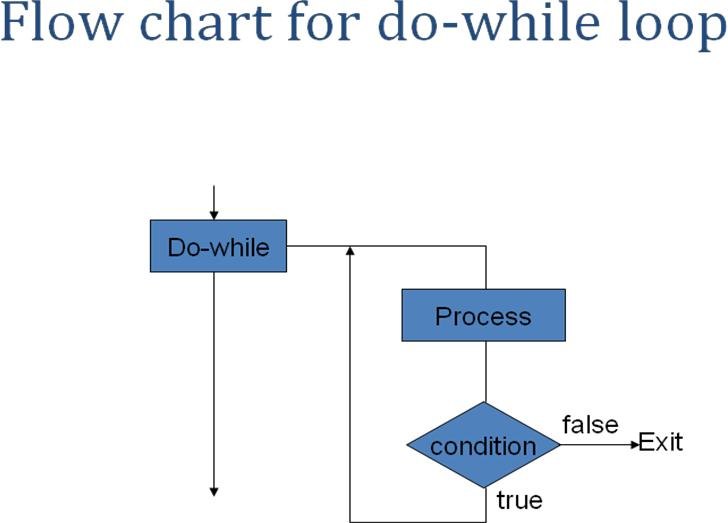 Flow chart for do-while loop
Do-while
Process
condition
false
Exit
true